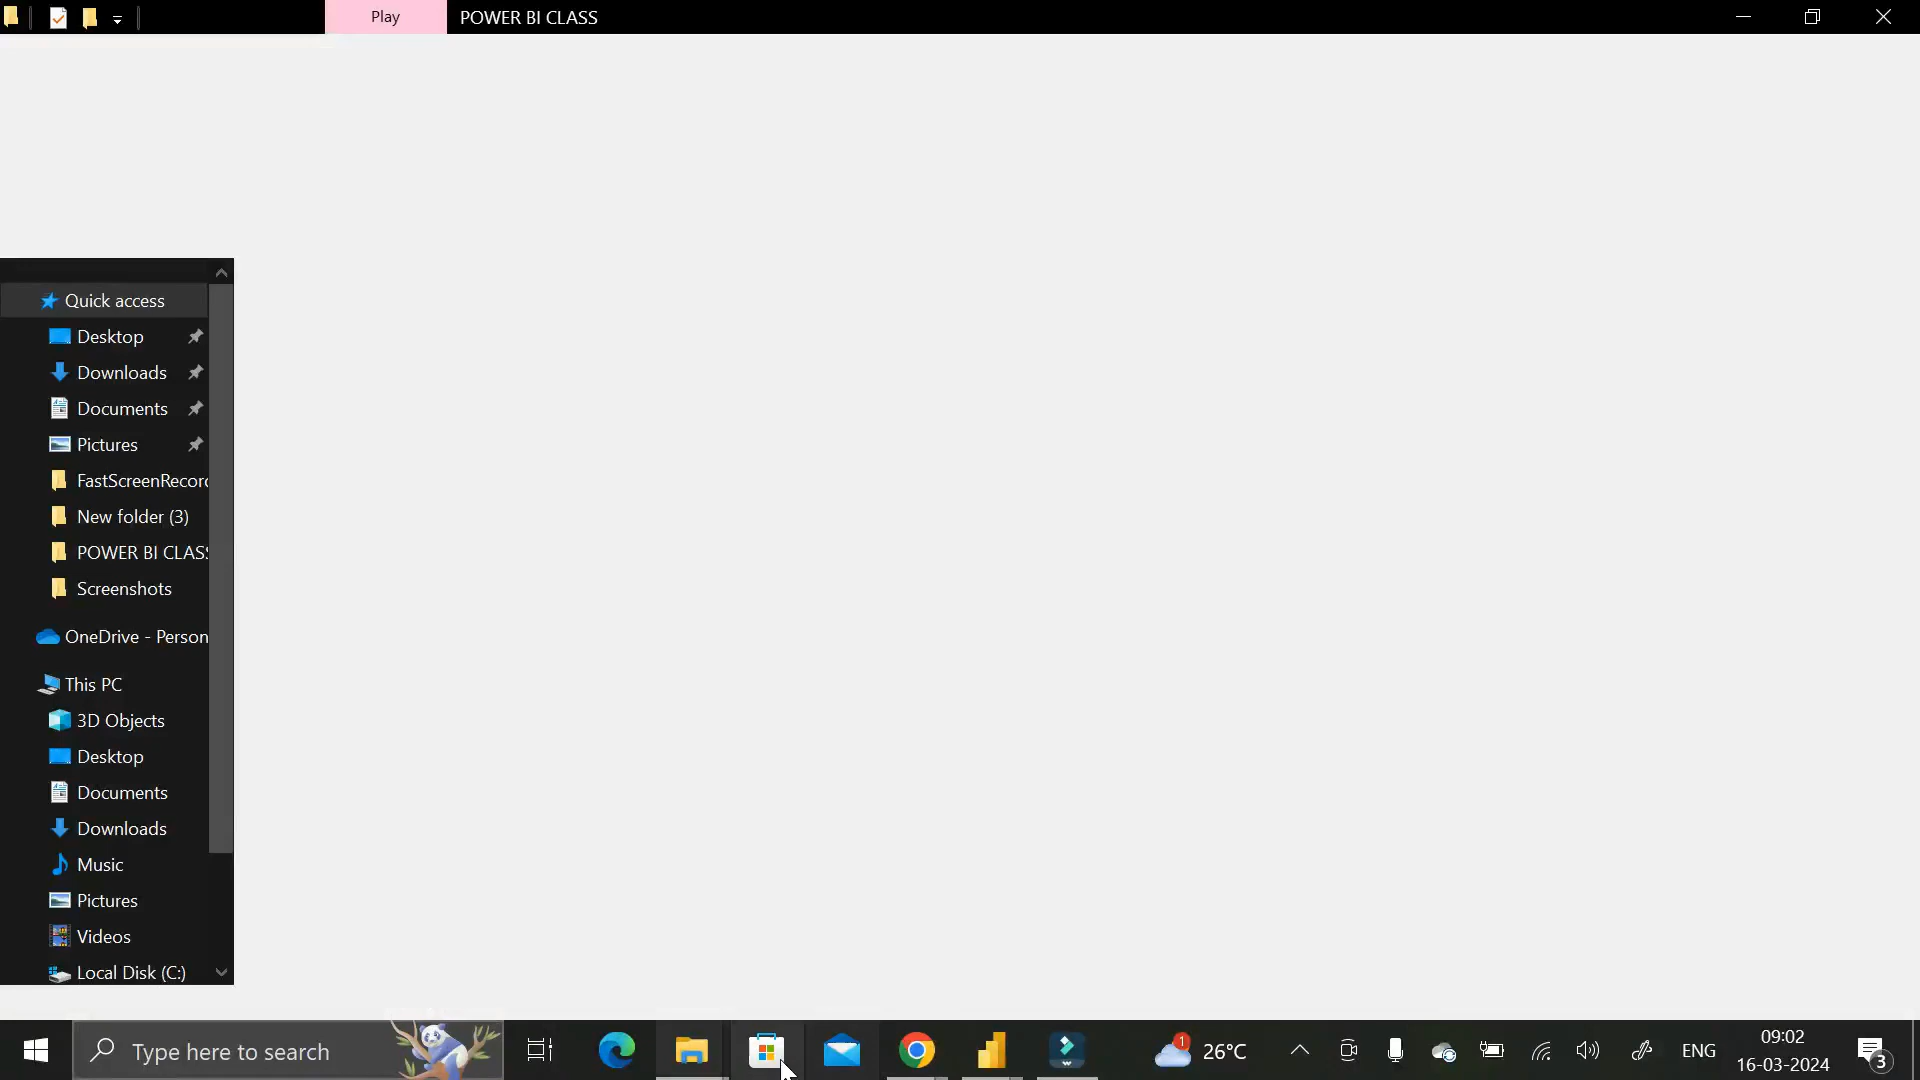 Play
POWER BI CLASS
Quick access
Desktop
Downloads
Documents
Pictures
FastScreenRecor
New folder (3)
POWER BI CLAS
Screenshots
OneDrive - Person
This PC
3D Objects
Desktop
Documents
Downloads
Music
Pictures
Videos
Local Disk (C:)
Type here to search
1
26°C
ENG
09:02
16-03-2024
3